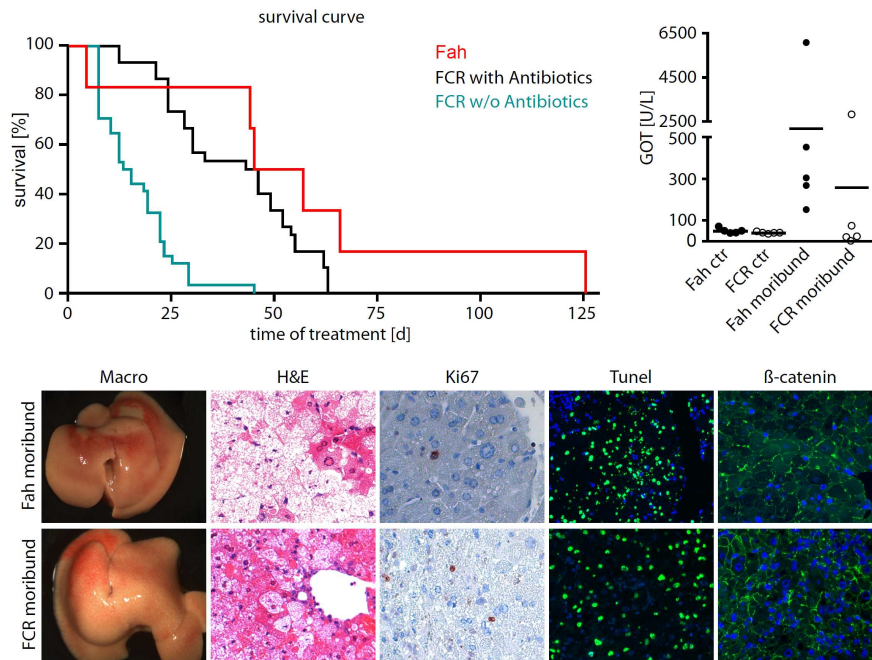 survival curve
Fah
FCR with Antibiotics
FCR w/o Antibiotics
survival [%]
100
80
60
40
20
0
0
25
50
75
100
125
time of treatment [d]
GOT [U/L]
6500
4500
2500
500
300
100
0
Fah ctr
FCR ctr
Fah moribund
FCR moribund
Macro
H&E
Ki67
Tunel
ß-catenin
Fah moribund
FCR moribund